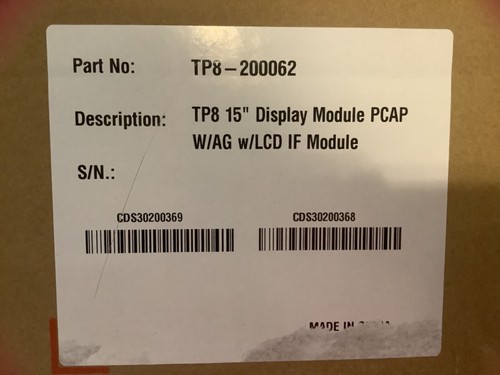 Part No: TP8-200062
Description: TP8 15" Display Module PCAP
W/AG w/LCD IF Module
S/N.:
CDS30200369 CDS30200368
MADE IN